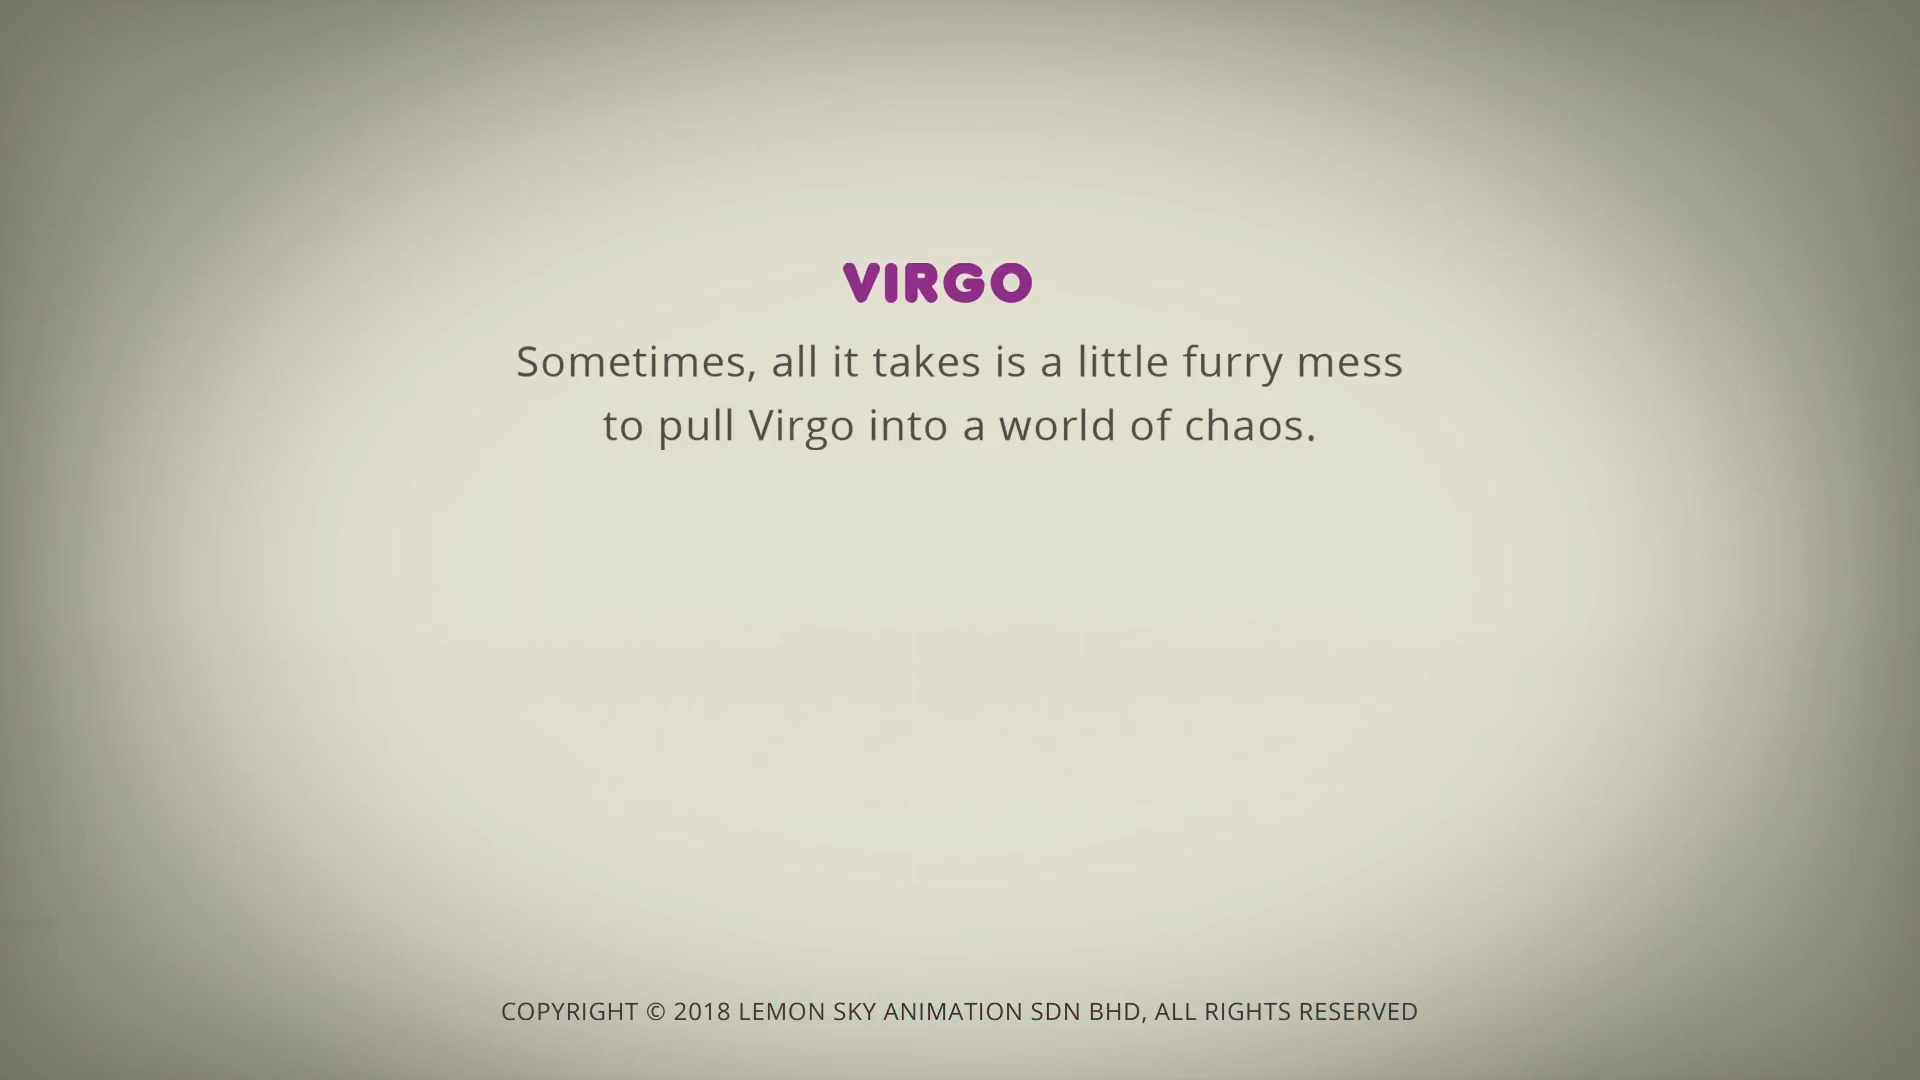 VIRGO
Sometimes, all it takes is a little furry mess
to pull Virgo into a world of chaos.
COPYRIGHT © 2018 LEMON SKY ANIMATION SDN BHD, ALL RIGHTS RESERVED